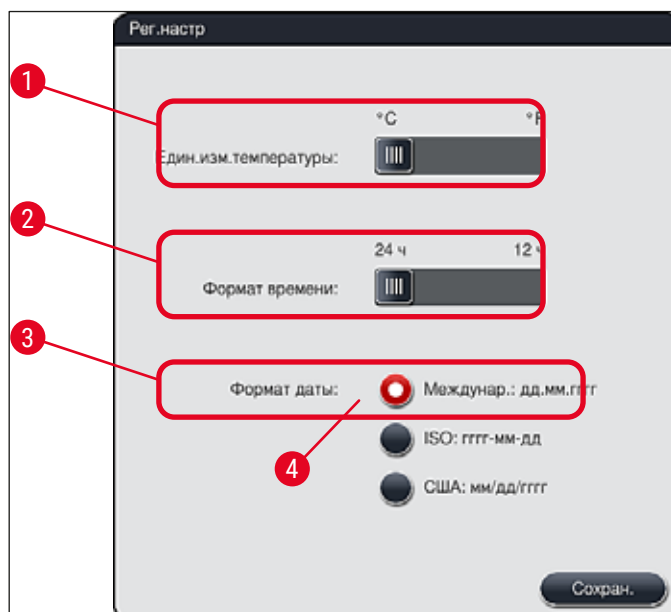 Рег.настр
1
°C °F
Един.изм.температуры:
2
24 ч 12 ч
Формат времени:
3
Формат даты: Междунар.: дд.мм.гггг
4
ISO: гггг-мм-дд
США: мм/дд/гггг
Сохран.